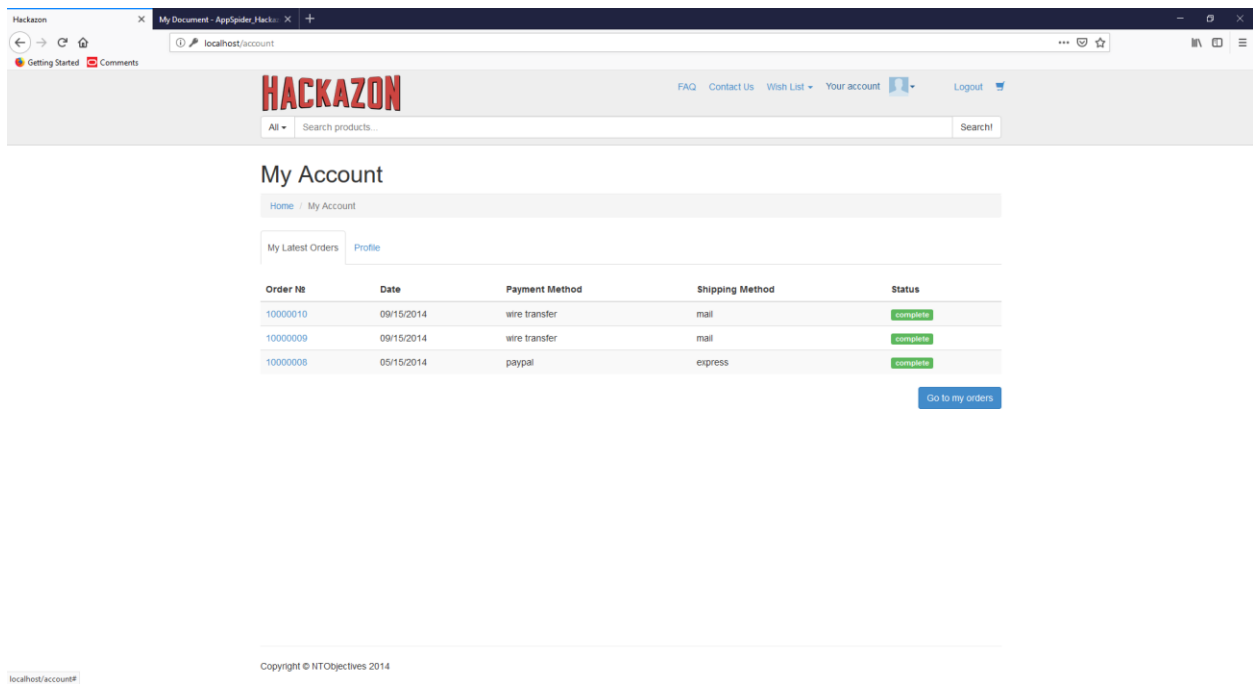 Hackazon
My Document - AppSpider_Hacka
localhost/account
Getting Started Comments
HACKAZON
FAQ Contact Us Wish List Your account Logout
All Search products... Search!
My Account
Home / My Account
My Latest Orders Profile
Order № Date Payment Method Shipping Method Status
10000010 09/15/2014 wire transfer mail complete
10000009 09/15/2014 wire transfer mail complete
10000008 05/15/2014 paypal express complete
Go to my orders
Copyright © NTObjectives 2014
localhost/account#